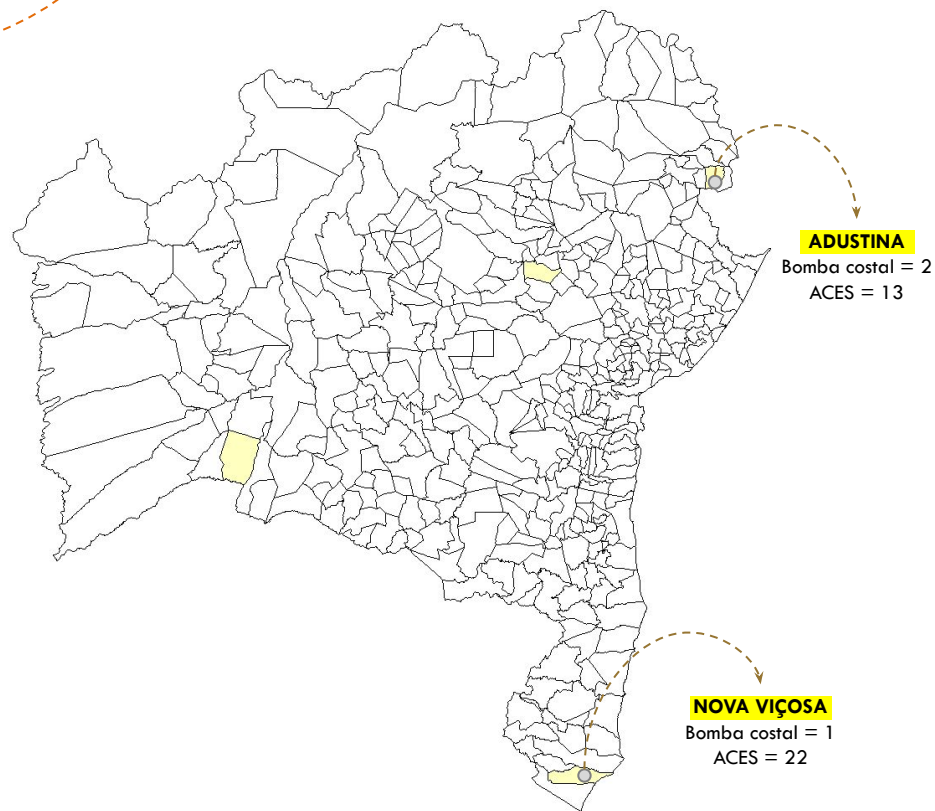 ADUSTINA
Bomba costal = 2
ACES = 13
NOVA VIÇOSA
Bomba costal = 1
ACES = 22